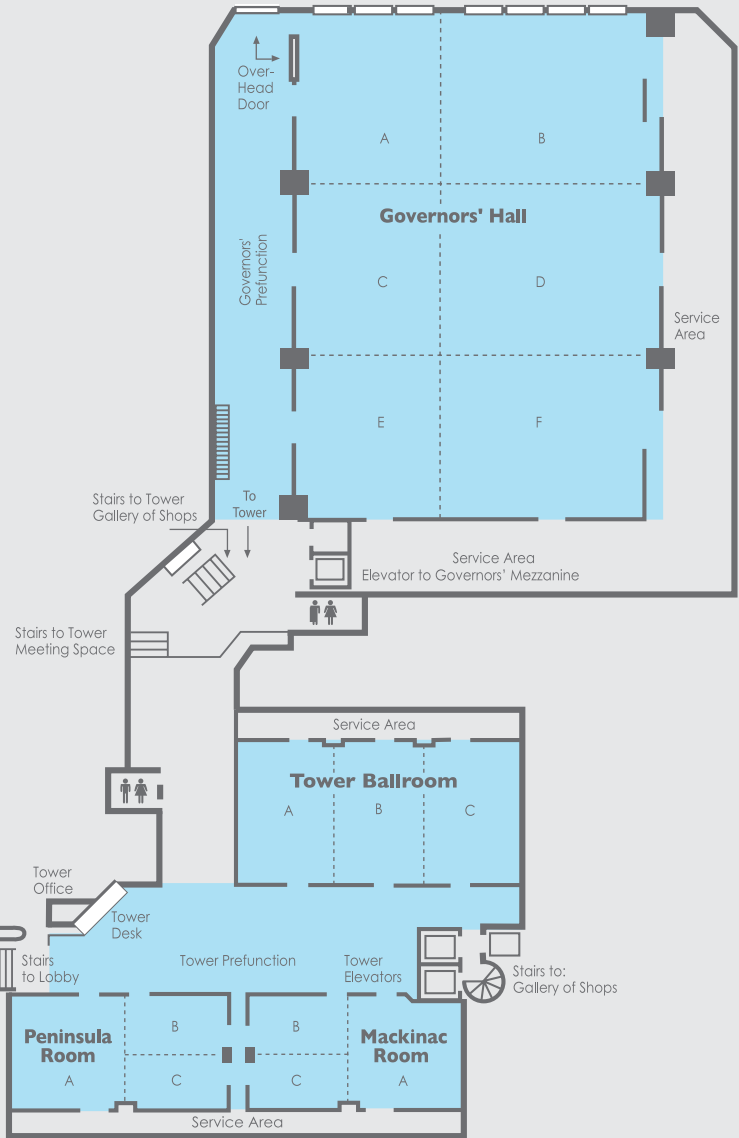 Over-
Head
Door
A
B
Governors' Hall
Governors'
Prefunction
C
D
Service
Area
E
F
Stairs to Tower
Gallery of Shops
To
Tower
Service Area
Elevator to Governors' Mezzanine
Stairs to Tower
Meeting Space
Service Area
Tower Ballroom
A
B
C
Tower
Office
Tower
Desk
Stairs
to Lobby
Tower Prefunction
Tower
Elevators
Stairs to:
Gallery of Shops
Peninsula
Room
A
B
C
B
C
Mackinac
Room
A
Service Area